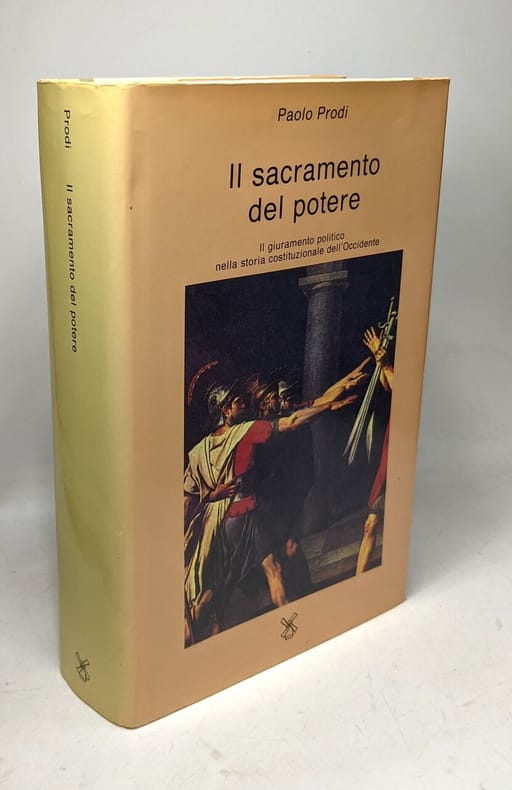 Paolo Prodi
Il sacramento
del potere
Il giuramento politico
nella storia costituzionale dell'Occidente
Prodi Il sacramento del potere